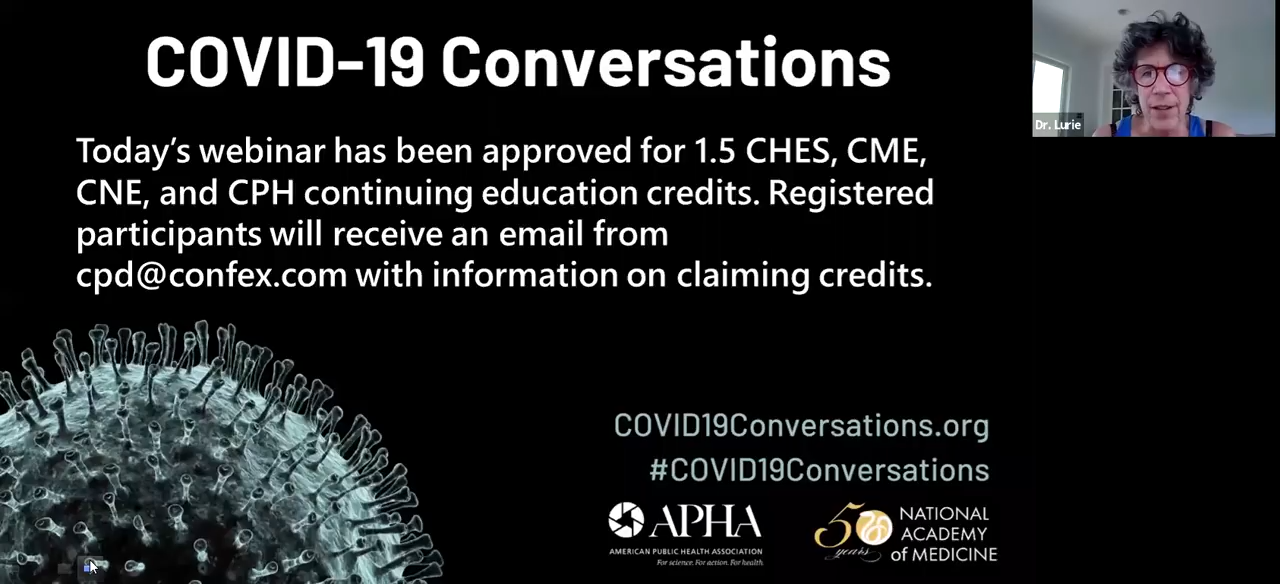 COVID-19 Conversations
Dr. Lurie
Today's webinar has been approved for 1.5 CHES, CME,
CNE, and CPH continuing education credits. Registered
participants will receive an email from
cpd@confex.com with information on claiming credits.
COVID19Conversations.org
#COVID19Conversations
APHA
AMERICAN PUBLIC HEALTH ASSOCIATION
For science. For action. For health.
50
years
NATIONAL
ACADEMY
of MEDICINE